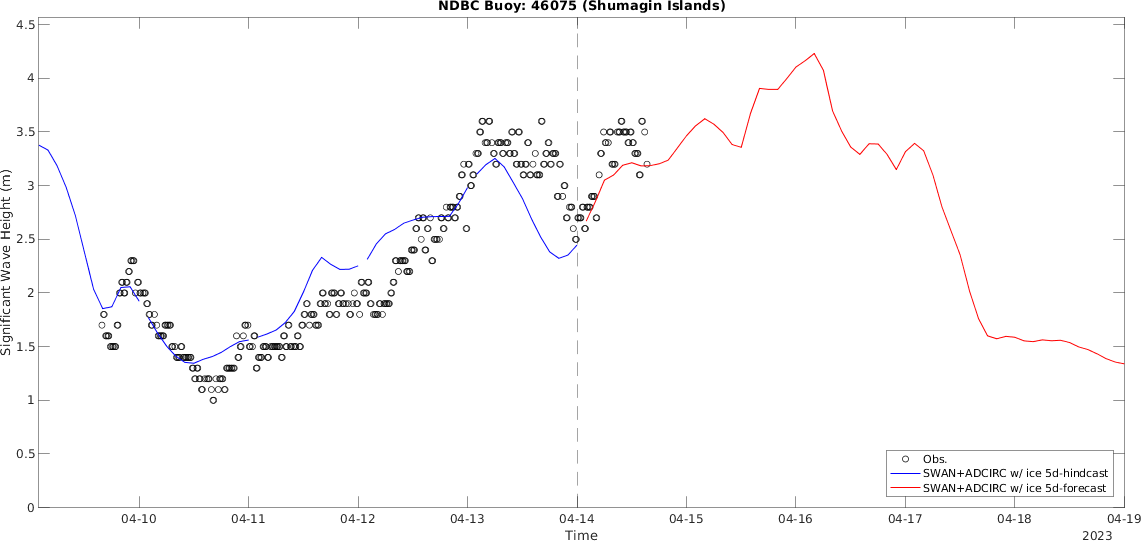 NDBC Buoy: 46075 (Shumagin Islands)
4.5
4
3.5
3
2.5
2
1.5
1
0.5
0
Significant Wave Height (m)
Obs.
SWAN+ADCIRC w/ ice 5d-hindcast
SWAN+ADCIRC w/ ice 5d-forecast
04-10 04-11 04-12 04-13 04-14 04-15 04-16 04-17 04-18 04-19
Time
2023